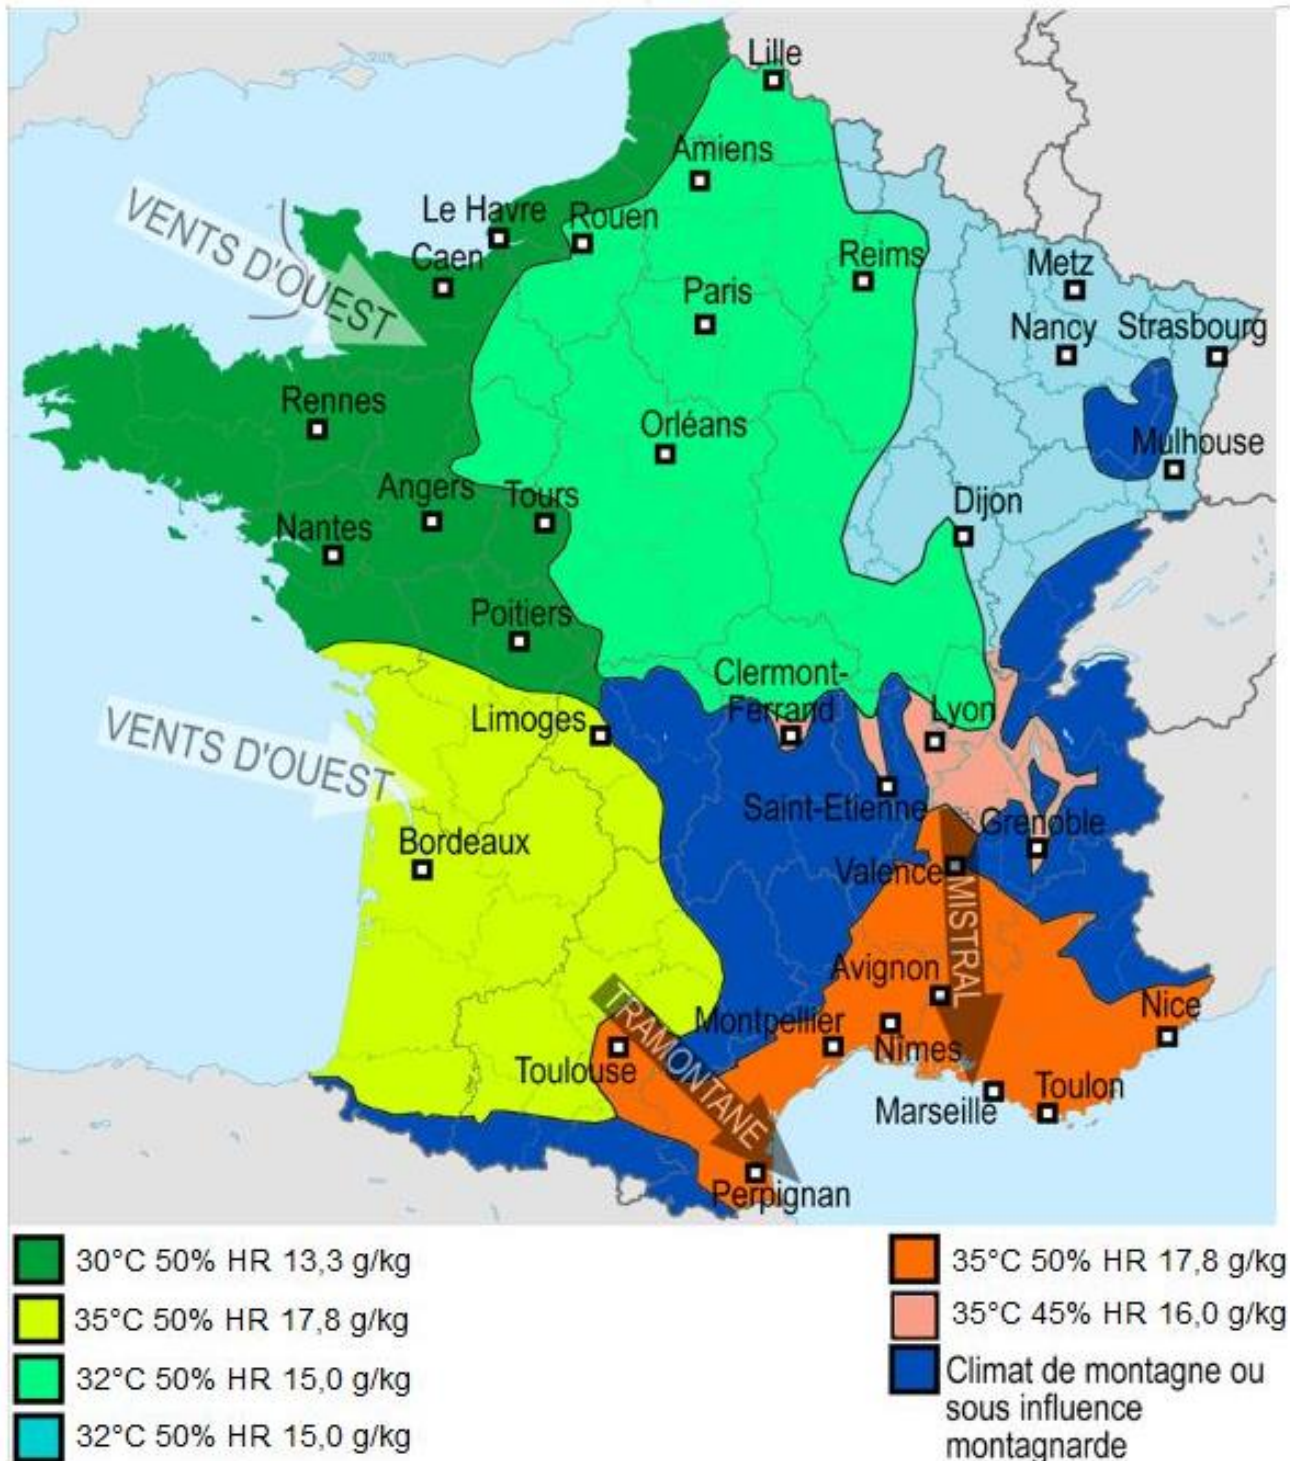 Lille
Amiens
VENTS D'OUEST
Le Havre
Rouen
Caen
Reims
Metz
Paris
Nancy
Strasbourg
Rennes
Orléans
Mulhouse
Angers
Tours
Dijon
Nantes
Poitiers
Clermont-
Ferrand
Lyon
Limoges
VENTS D'OUEST
Saint-Etienne
Grenoble
Bordeaux
Valence
MISTRAL
Avignon
TRAMONTANE
Montpellier
Nîmes
Nice
Toulouse
Marseille
Toulon
Perpignan
30°C 50% HR 13,3 g/kg
35°C 50% HR 17,8 g/kg
32°C 50% HR 15,0 g/kg
32°C 50% HR 15,0 g/kg
35°C 50% HR 17,8 g/kg
35°C 45% HR 16,0 g/kg
Climat de montagne ou
sous influence
montagnarde